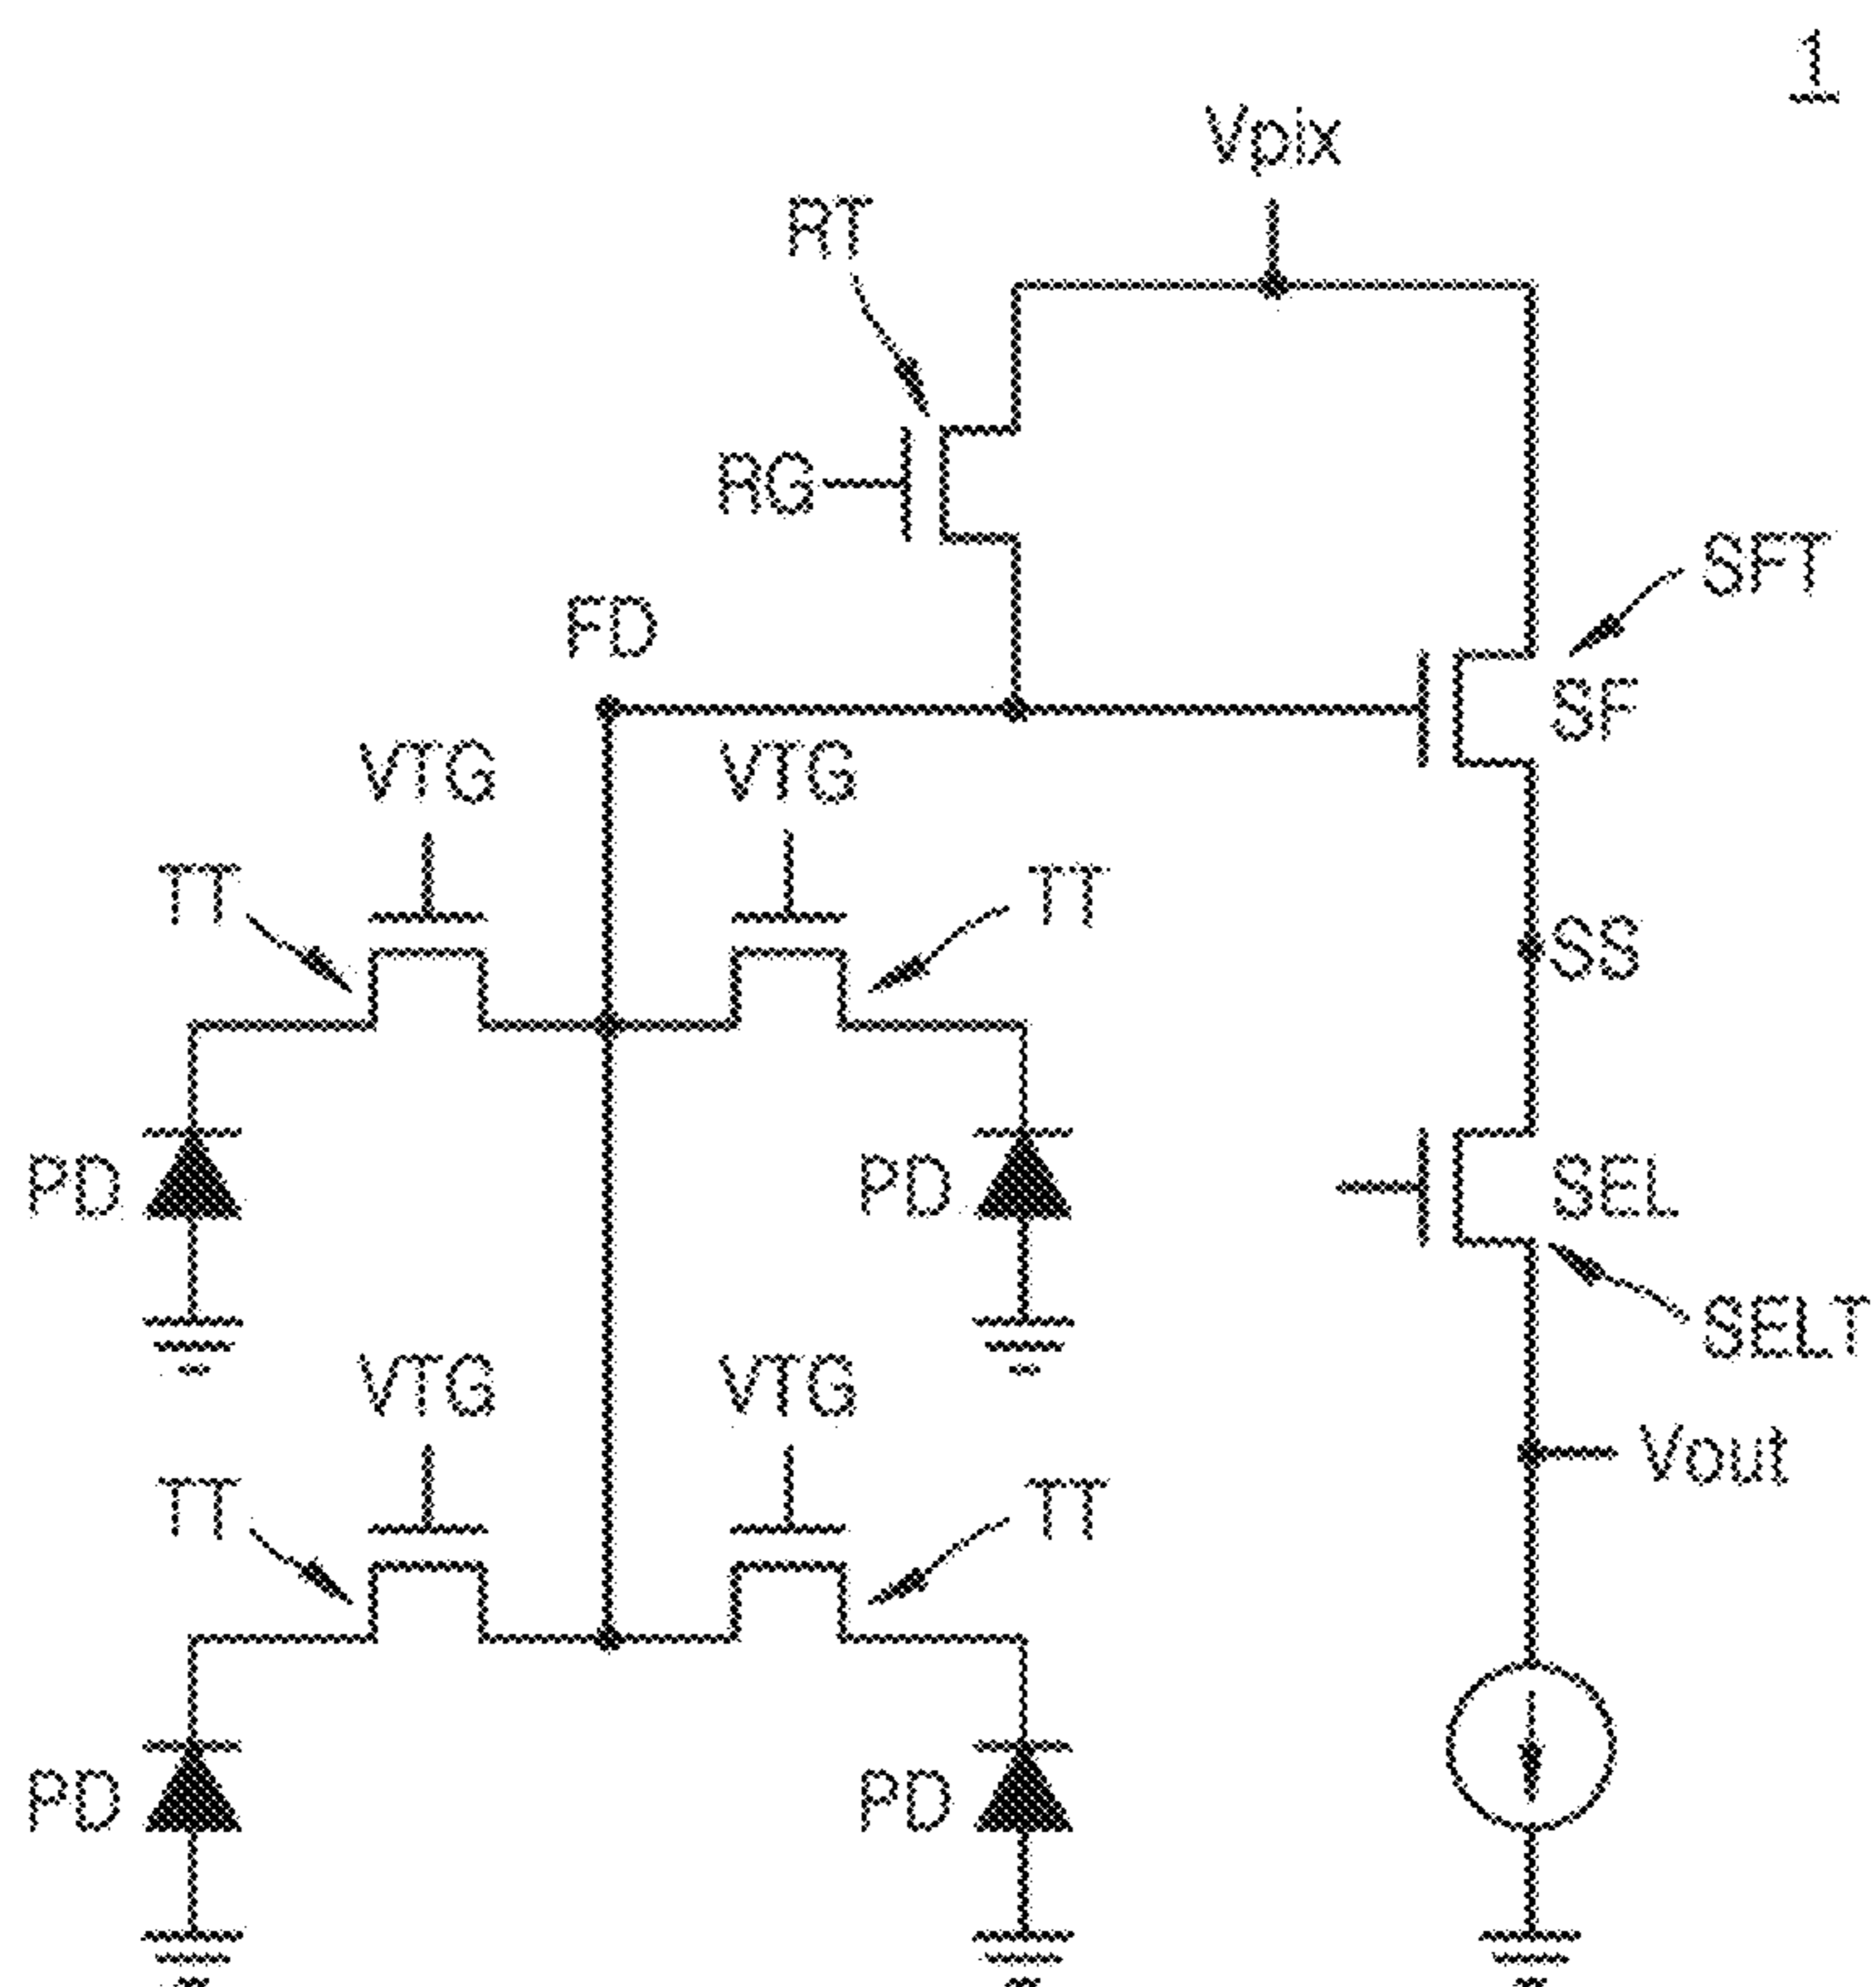 1
Vpix
RT
RG
SFT
FD
SF
VTG
VTG
TT
TT
SS
PD
PD
SEL
SELT
VTG
VTG
Vout
TT
TT
PD
PD